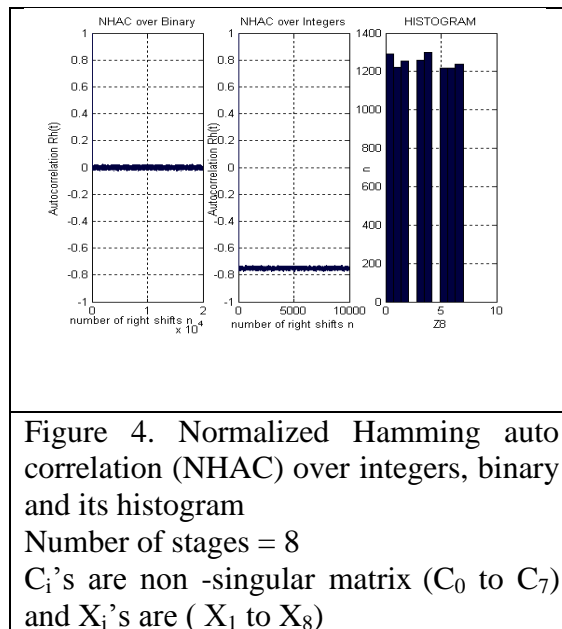 NHAC over Binary
1
0.8
0.6
0.4
0.2
0
-0.2
-0.4
-0.6
-0.8
-1
0 1 2
x 10^4
Autocorrelation Rh(t)
number of right shifts n
NHAC over Integers
1
0.8
0.6
0.4
0.2
0
-0.2
-0.4
-0.6
-0.8
-1
0 5000 10000
Autocorrelation Rh(t)
number of right shifts n
HISTOGRAM
1400
1200
1000
800
600
400
200
0
0 5 10
n
Z8
Figure 4. Normalized Hamming auto
correlation (NHAC) over integers, binary
and its histogram
Number of stages = 8
Ci's are non -singular matrix (C0 to C7)
and Xi's are ( X1 to X8)